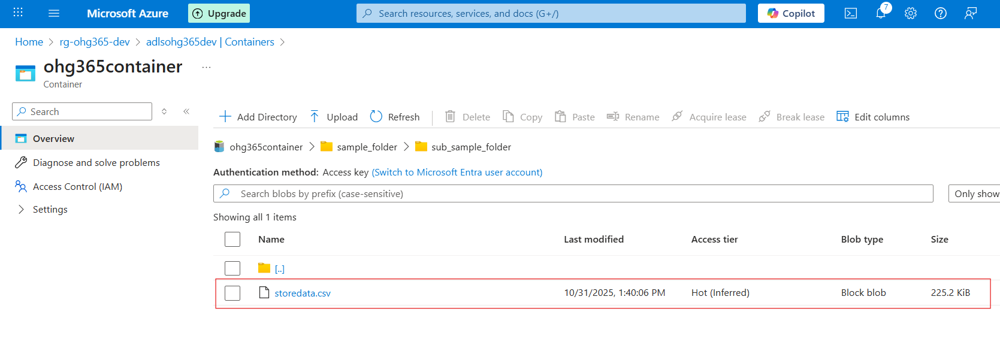 Microsoft Azure
Upgrade
Search resources, services, and docs (G+/)
Copilot
7
Home > rg-ohg365-dev > adlsohg365dev | Containers >
ohg365container
...
Container
Search
Overview
Diagnose and solve problems
Access Control (IAM)
Settings
Add Directory Upload Refresh Delete Copy Paste Rename Acquire lease Break lease Edit columns
ohg365container > sample_folder > sub_sample_folder
Authentication method: Access key (Switch to Microsoft Entra user account)
Search blobs by prefix (case-sensitive)
Only show
Showing all 1 items
Name Last modified Access tier Blob type Size
[..]
storedata.csv 10/31/2025, 1:40:06 PM Hot (Inferred) Block blob 225.2 KiB